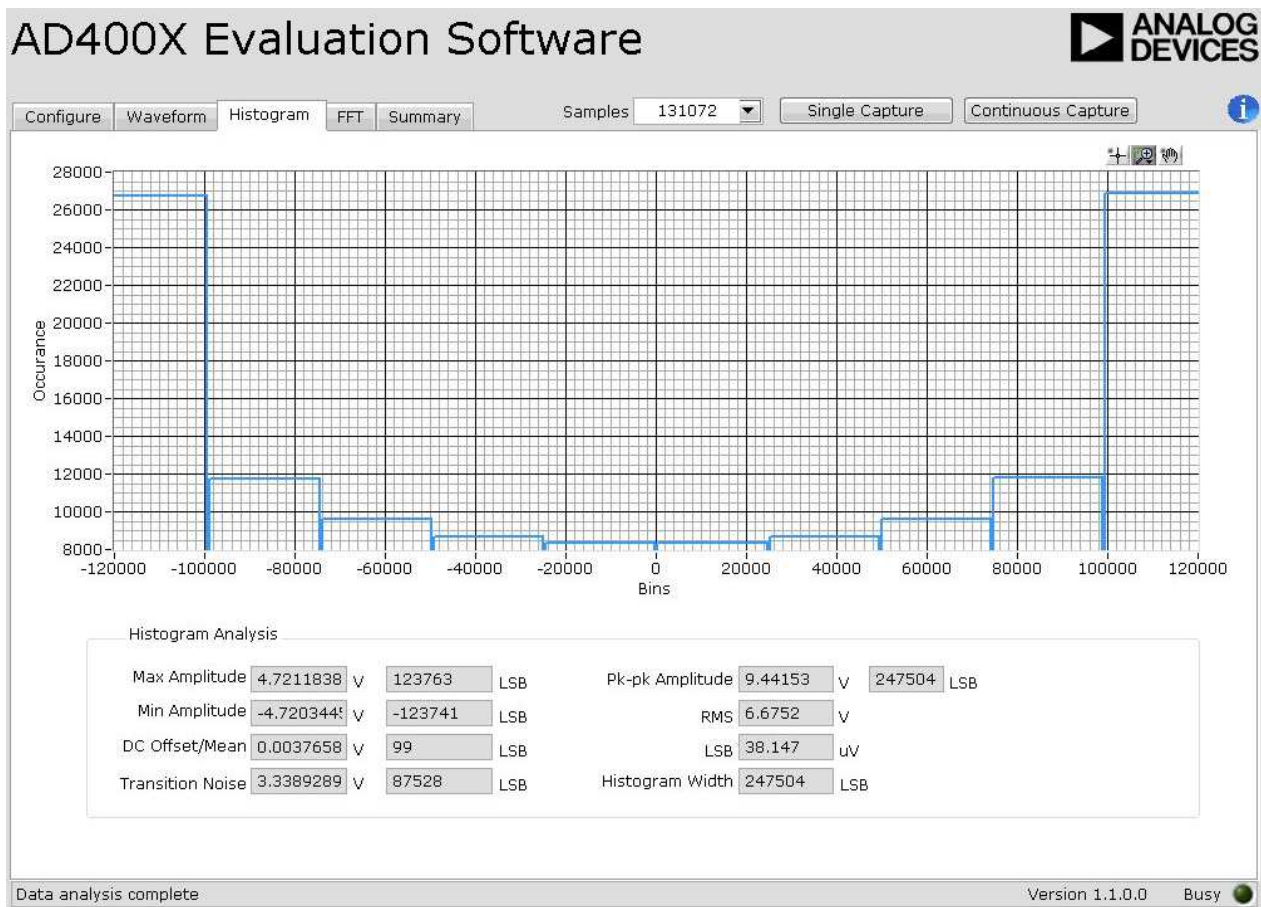 AD400X Evaluation Software
ANALOG
DEVICES
Configure Waveform Histogram FFT Summary Samples 131072 Single Capture Continuous Capture i
28000
26000
24000
22000
20000
18000
16000
14000
12000
10000
8000
Occurance
-120000 -100000 -80000 -60000 -40000 -20000 0 20000 40000 60000 80000 100000 120000
Bins
Histogram Analysis
Max Amplitude 4.7211838 V 123763 LSB Pk-pk Amplitude 9.44153 V 247504 LSB
Min Amplitude -4.7203445 V -123741 LSB RMS 6.6752 V
DC Offset/Mean 0.0037658 V 99 LSB LSB 38.147 uV
Transition Noise 3.3389289 V 87528 LSB Histogram Width 247504 LSB
Data analysis complete Version 1.1.0.0 Busy